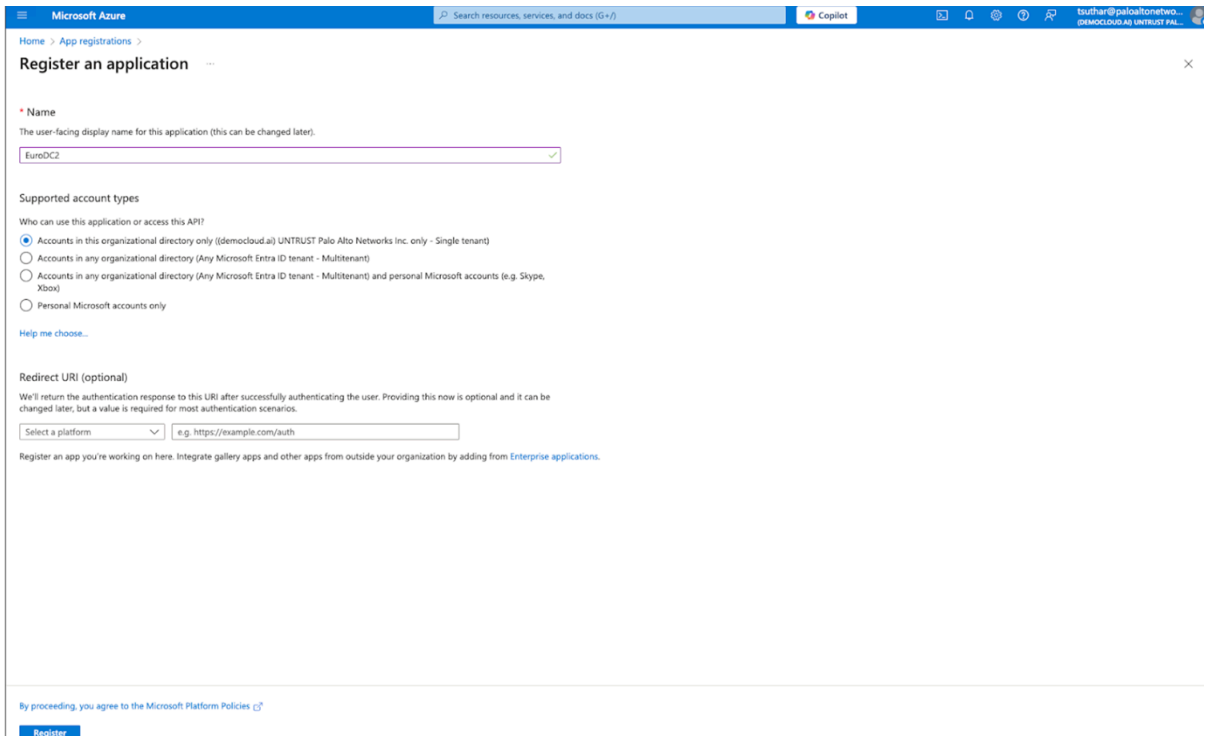 Microsoft Azure
Search resources, services, and docs (G+/)
Copilot
tsuthar@paloaltonetwo...
(DEMOCLOUD.AI) UNTRUST PAL...
Home > App registrations >
Register an application ...
* Name
The user-facing display name for this application (this can be changed later).
EuroDC2
Supported account types
Who can use this application or access this API?
Accounts in this organizational directory only ((democloud.ai) UNTRUST Palo Alto Networks Inc. only - Single tenant)
Accounts in any organizational directory (Any Microsoft Entra ID tenant - Multitenant)
Accounts in any organizational directory (Any Microsoft Entra ID tenant - Multitenant) and personal Microsoft accounts (e.g. Skype,
Xbox)
Personal Microsoft accounts only
Help me choose...
Redirect URI (optional)
We'll return the authentication response to this URI after successfully authenticating the user. Providing this now is optional and it can be
changed later, but a value is required for most authentication scenarios.
Select a platform
e.g. https://example.com/auth
Register an app you're working on here. Integrate gallery apps and other apps from outside your organization by adding from Enterprise applications.
By proceeding, you agree to the Microsoft Platform Policies
Register